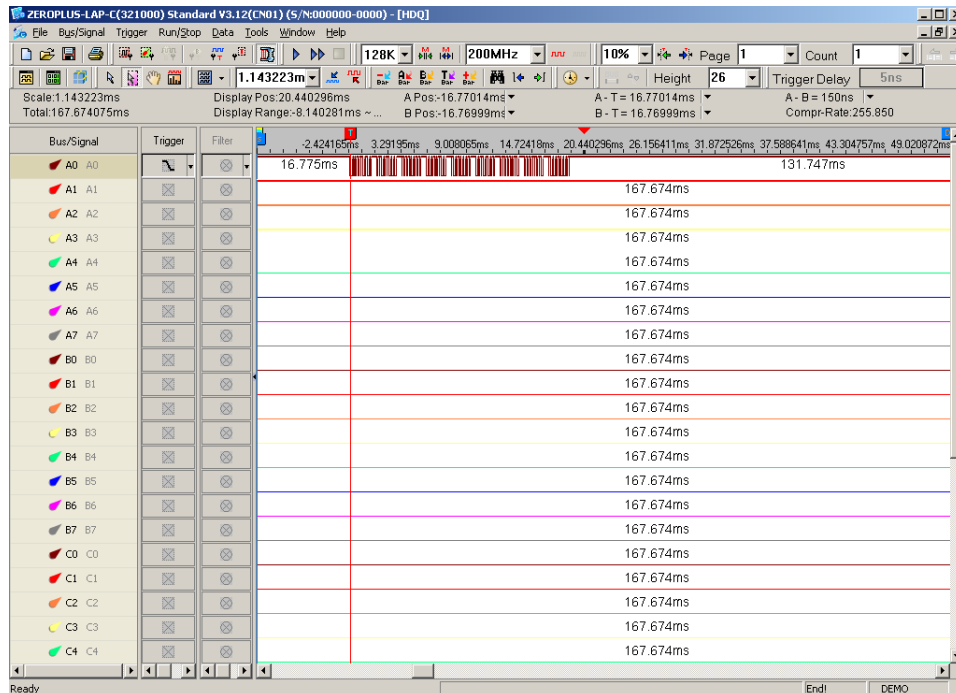 ZEROPLUS-LAP-C(321000) Standard V3.12(CN01) (S/N:000000-0000) - [HDQ]
File Bus/Signal Trigger Run/Stop Data Tools Window Help
128K 200MHz 10% Page 1 Count 1
1.143223m Bar Bar Bar Bar Bar Height 26 Trigger Delay 5ns
Scale:1.143223ms Display Pos:20.440296ms A Pos:-16.77014ms A - T = 16.77014ms A - B = 150ns
Total:167.674075ms Display Range:-8.140281ms ~ ... B Pos:-16.76999ms B - T = 16.76999ms Compr-Rate:255.850
Bus/Signal Trigger Filter T -2.424165ms 3.29195ms 9.008065ms 14.72418ms 20.440296ms 26.156411ms 31.872526ms 37.588641ms 43.304757ms 49.020872ms
A0 A0 16.775ms 131.747ms
A1 A1 167.674ms
A2 A2 167.674ms
A3 A3 167.674ms
A4 A4 167.674ms
A5 A5 167.674ms
A6 A6 167.674ms
A7 A7 167.674ms
B0 B0 167.674ms
B1 B1 167.674ms
B2 B2 167.674ms
B3 B3 167.674ms
B4 B4 167.674ms
B5 B5 167.674ms
B6 B6 167.674ms
B7 B7 167.674ms
C0 C0 167.674ms
C1 C1 167.674ms
C2 C2 167.674ms
C3 C3 167.674ms
C4 C4 167.674ms
Ready End! DEMO